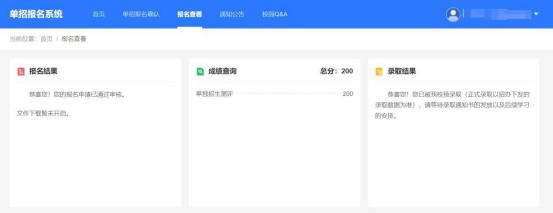 单招报名系统
首页 单招报名确认 报名查看 通知公告 校园Q&A
当前位置: 首页 / 报名查看
报名结果
恭喜您！您的报名申请已通过审核。
文件下载暂未开启。
成绩查询 总分：200
单独招生测评 200
录取结果
恭喜您！您已被我校预录取（正式录取以招办下发的
录取数据为准），请等待录取通知书的发放以及后续学习
的安排。